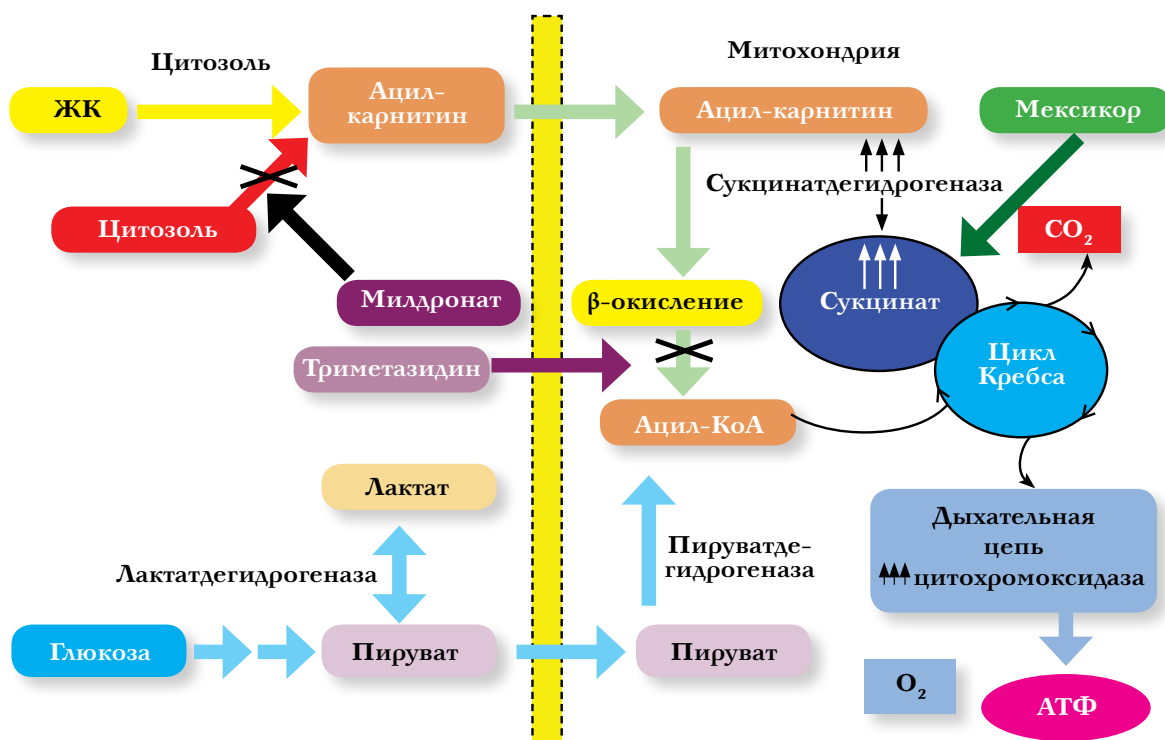 Цитозоль
Митохондрия
ЖК
Ацил-
карнитин
Ацил-карнитин
Мексикор
Сукцинатдегидрогеназа
Цитозоль
CO2
Милдронат
β-окисление
Сукцинат
Триметазидин
Цикл
Кребса
Ацил-КоА
Лактат
Дыхательная
цепь
цитохромоксидаза
Лактатдегидрогеназа
Пируватде-
гидрогеназа
Глюкоза
Пируват
Пируват
O2
АТФ